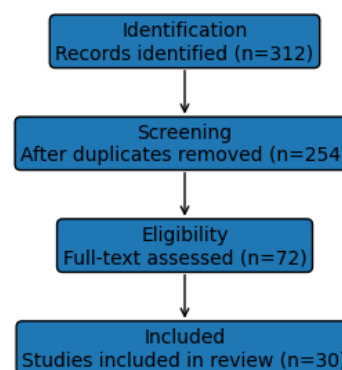 Identification
Records identified (n=312)
Screening
After duplicates removed (n=254
Eligibility
Full-text assessed (n=72)
Included
Studies included in review (n=30)